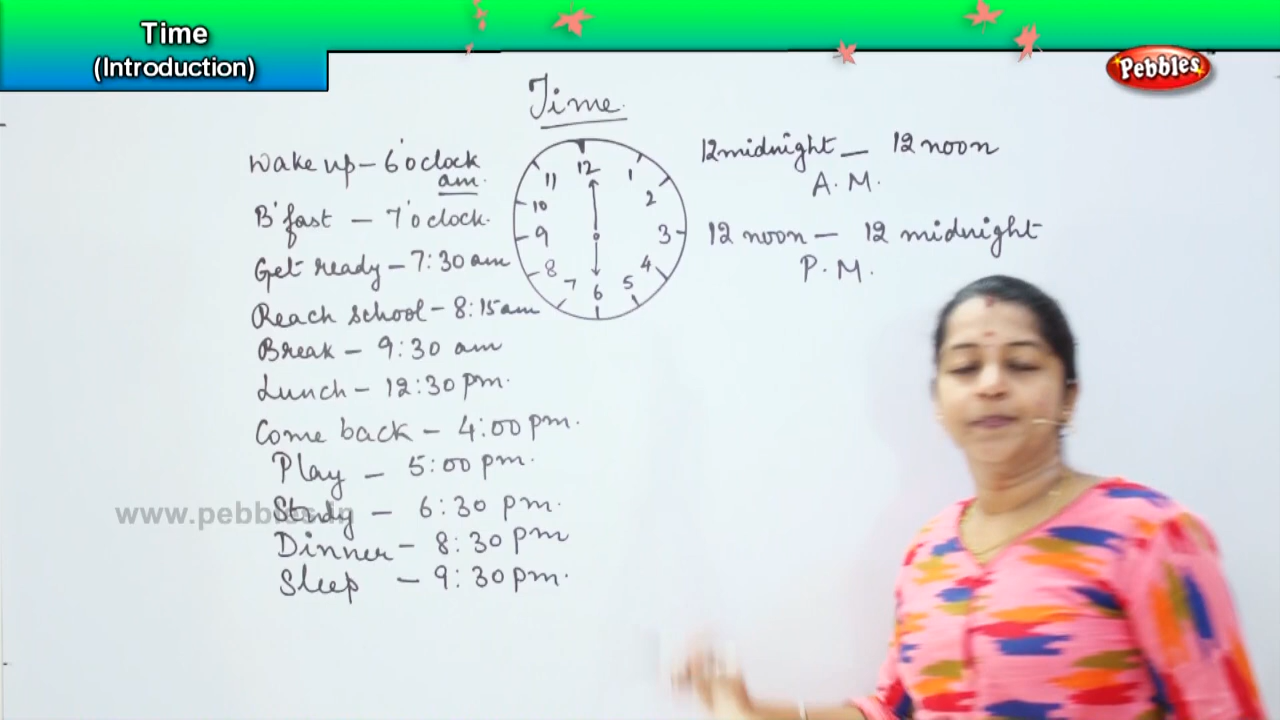 Time
(Introduction)
Pebbles
Time
Wake up – 6 o'clock
am.
B'fast – 7 o'clock.
Get ready – 7:30 am
Reach school – 8:15 am
Break – 9:30 am
Lunch – 12:30 pm.
Come back – 4:00 pm.
Play – 5:00 pm.
Study – 6:30 pm.
Dinner – 8:30 pm
Sleep – 9:30 pm.
12
1
2
3
4
5
6
7
8
9
10
11
12 midnight – 12 noon
A.M.
12 noon – 12 midnight
P.M.
www.pebbles.in